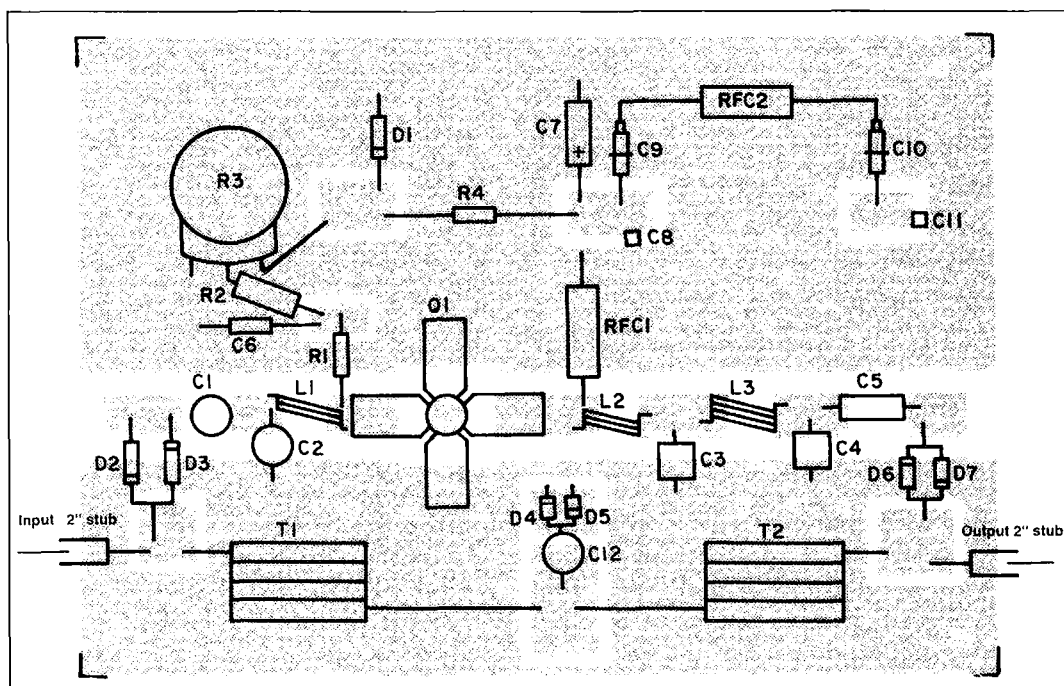 RFC2
D1
C7
+
C9
C10
R3
R4
C8
C11
R2
Q1
RFC1
C6
R1
C1
L1
L2
L3
C5
C2
C3
C4
D2
D3
D6
D7
D4
D5
Input 2" stub
T1
C12
T2
Output 2" stub